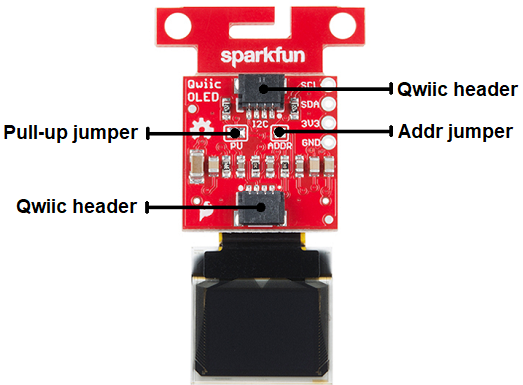 sparkfun
Qwiic
OLED
SCL
Qwiic header
SDA
I2C
3V3
Pull-up jumper
Addr jumper
PU
ADDR
GND
Qwiic header